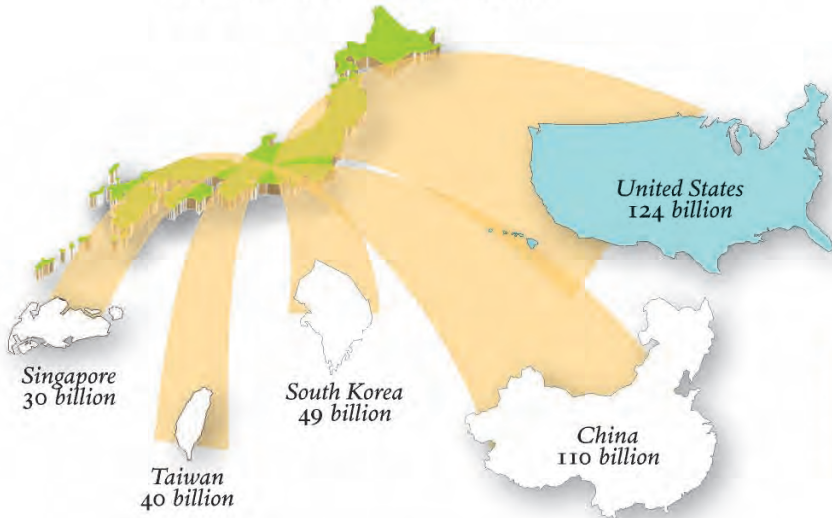 United States
124 billion
Singapore
30 billion
South Korea
49 billion
China
110 billion
Taiwan
40 billion